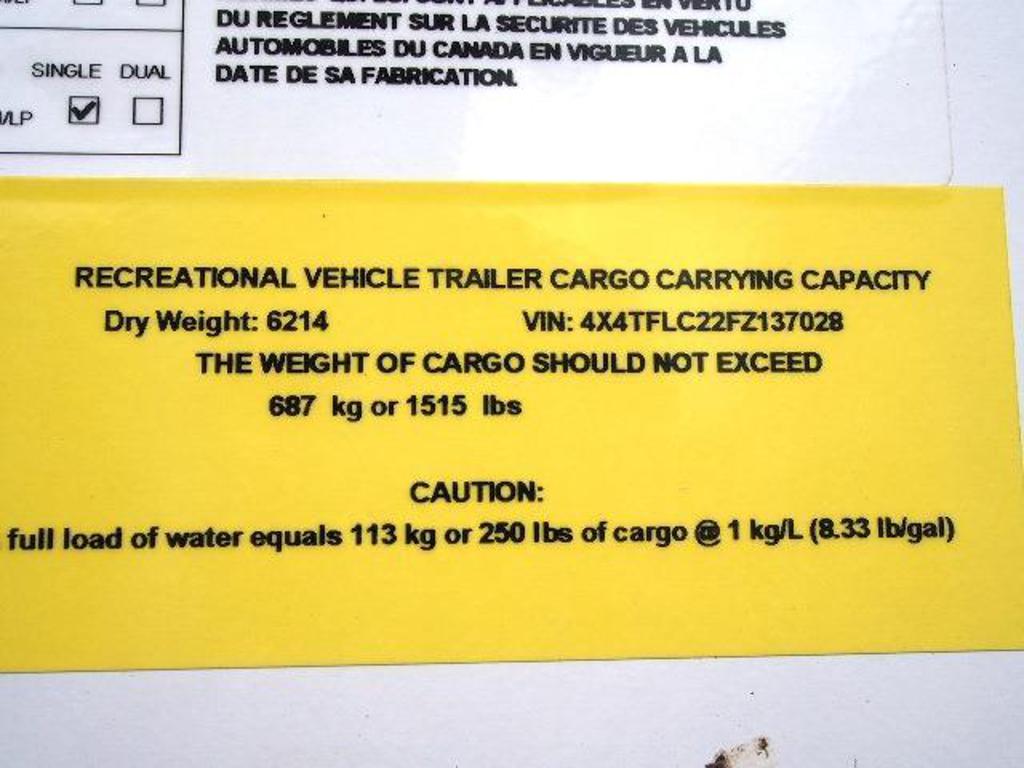 DU REGLEMENT SUR LA SECURITE DES VEHICULES
AUTOMOBILES DU CANADA EN VIGUEUR A LA
DATE DE SA FABRICATION.
SINGLE DUAL
RECREATIONAL VEHICLE TRAILER CARGO CARRYING CAPACITY
Dry Weight: 6214 VIN: 4X4TFLC22FZ137028
THE WEIGHT OF CARGO SHOULD NOT EXCEED
687 kg or 1515 lbs
CAUTION:
full load of water equals 113 kg or 250 lbs of cargo @ 1 kg/L (8.33 lb/gal)